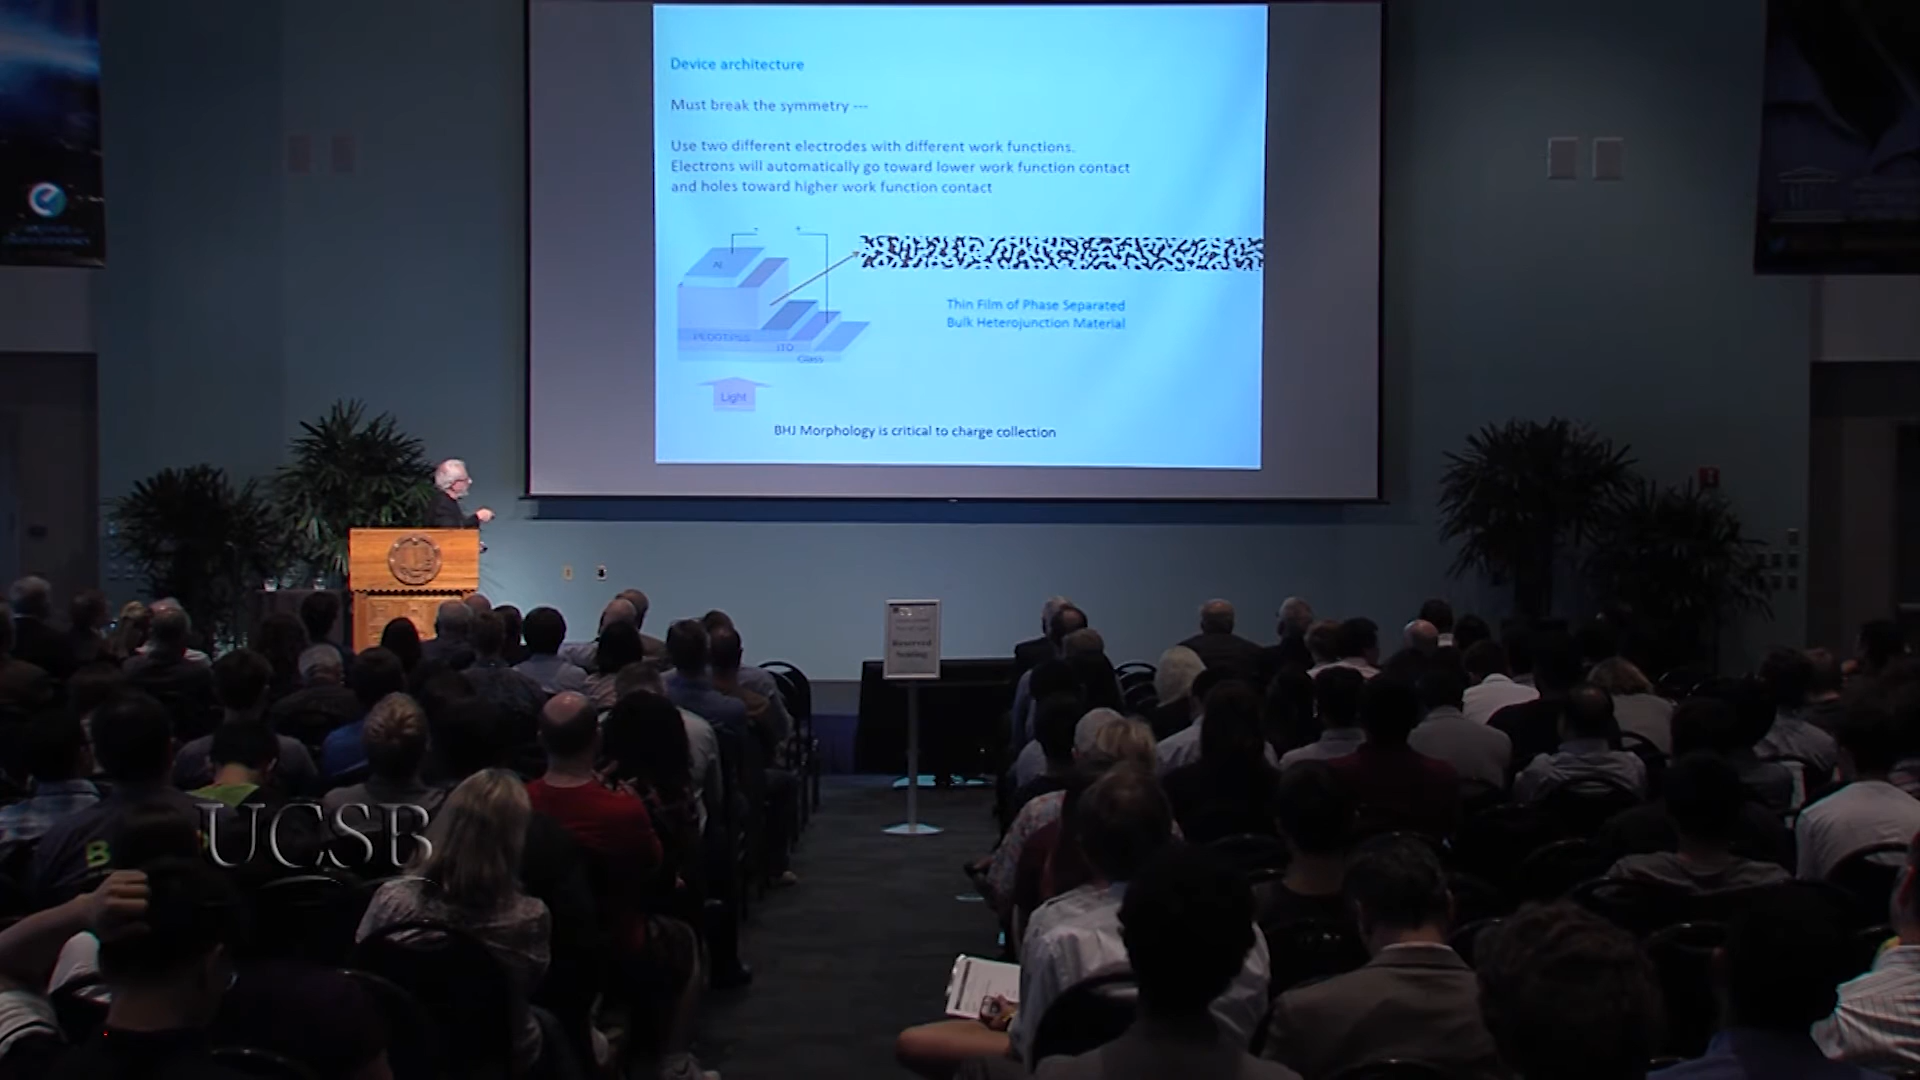 Device architecture
Must break the symmetry ---
Use two different electrodes with different work functions.
Electrons will automatically go toward lower work function contact
and holes toward higher work function contact
- +
Al
PEDOT:PSS
ITO
Glass
Light
Thin Film of Phase Separated
Bulk Heterojunction Material
BHJ Morphology is critical to charge collection
Reserved
Seating
UCSB